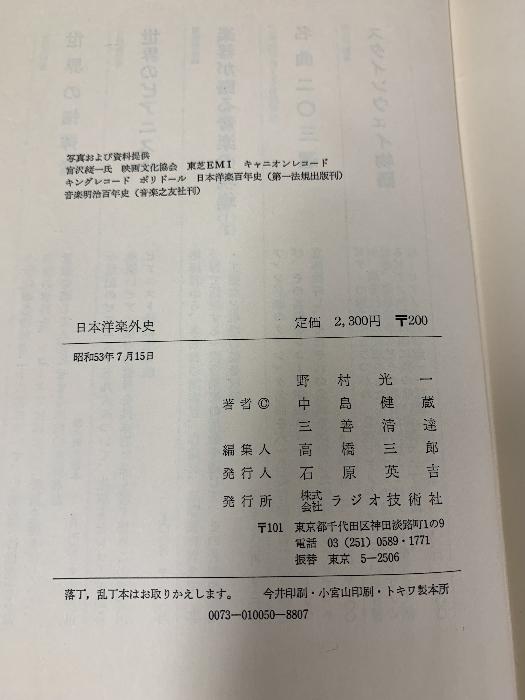 写真および資料提供
宮沢縦一氏 映画文化協会 東芝EMI キャニオンレコード
キングレコード ポリドール 日本洋楽百年史（第一法規出版刊）
音楽明治百年史（音楽之友社刊）
日本洋楽外史 定価 2,300円 〒200
昭和53年7月15日
野村光一
著者© 中島健蔵
三善清達
編集人 高橋三郎
発行人 石原英吉
発行所 株式会社 ラジオ技術社
〒101 東京都千代田区神田淡路町1の9
電話 03 (251) 0589・1771
振替 東京 5-2506
落丁，乱丁本はお取りかえします。 今井印刷・小宮山印刷・トキワ製本所
0073-010050-8807